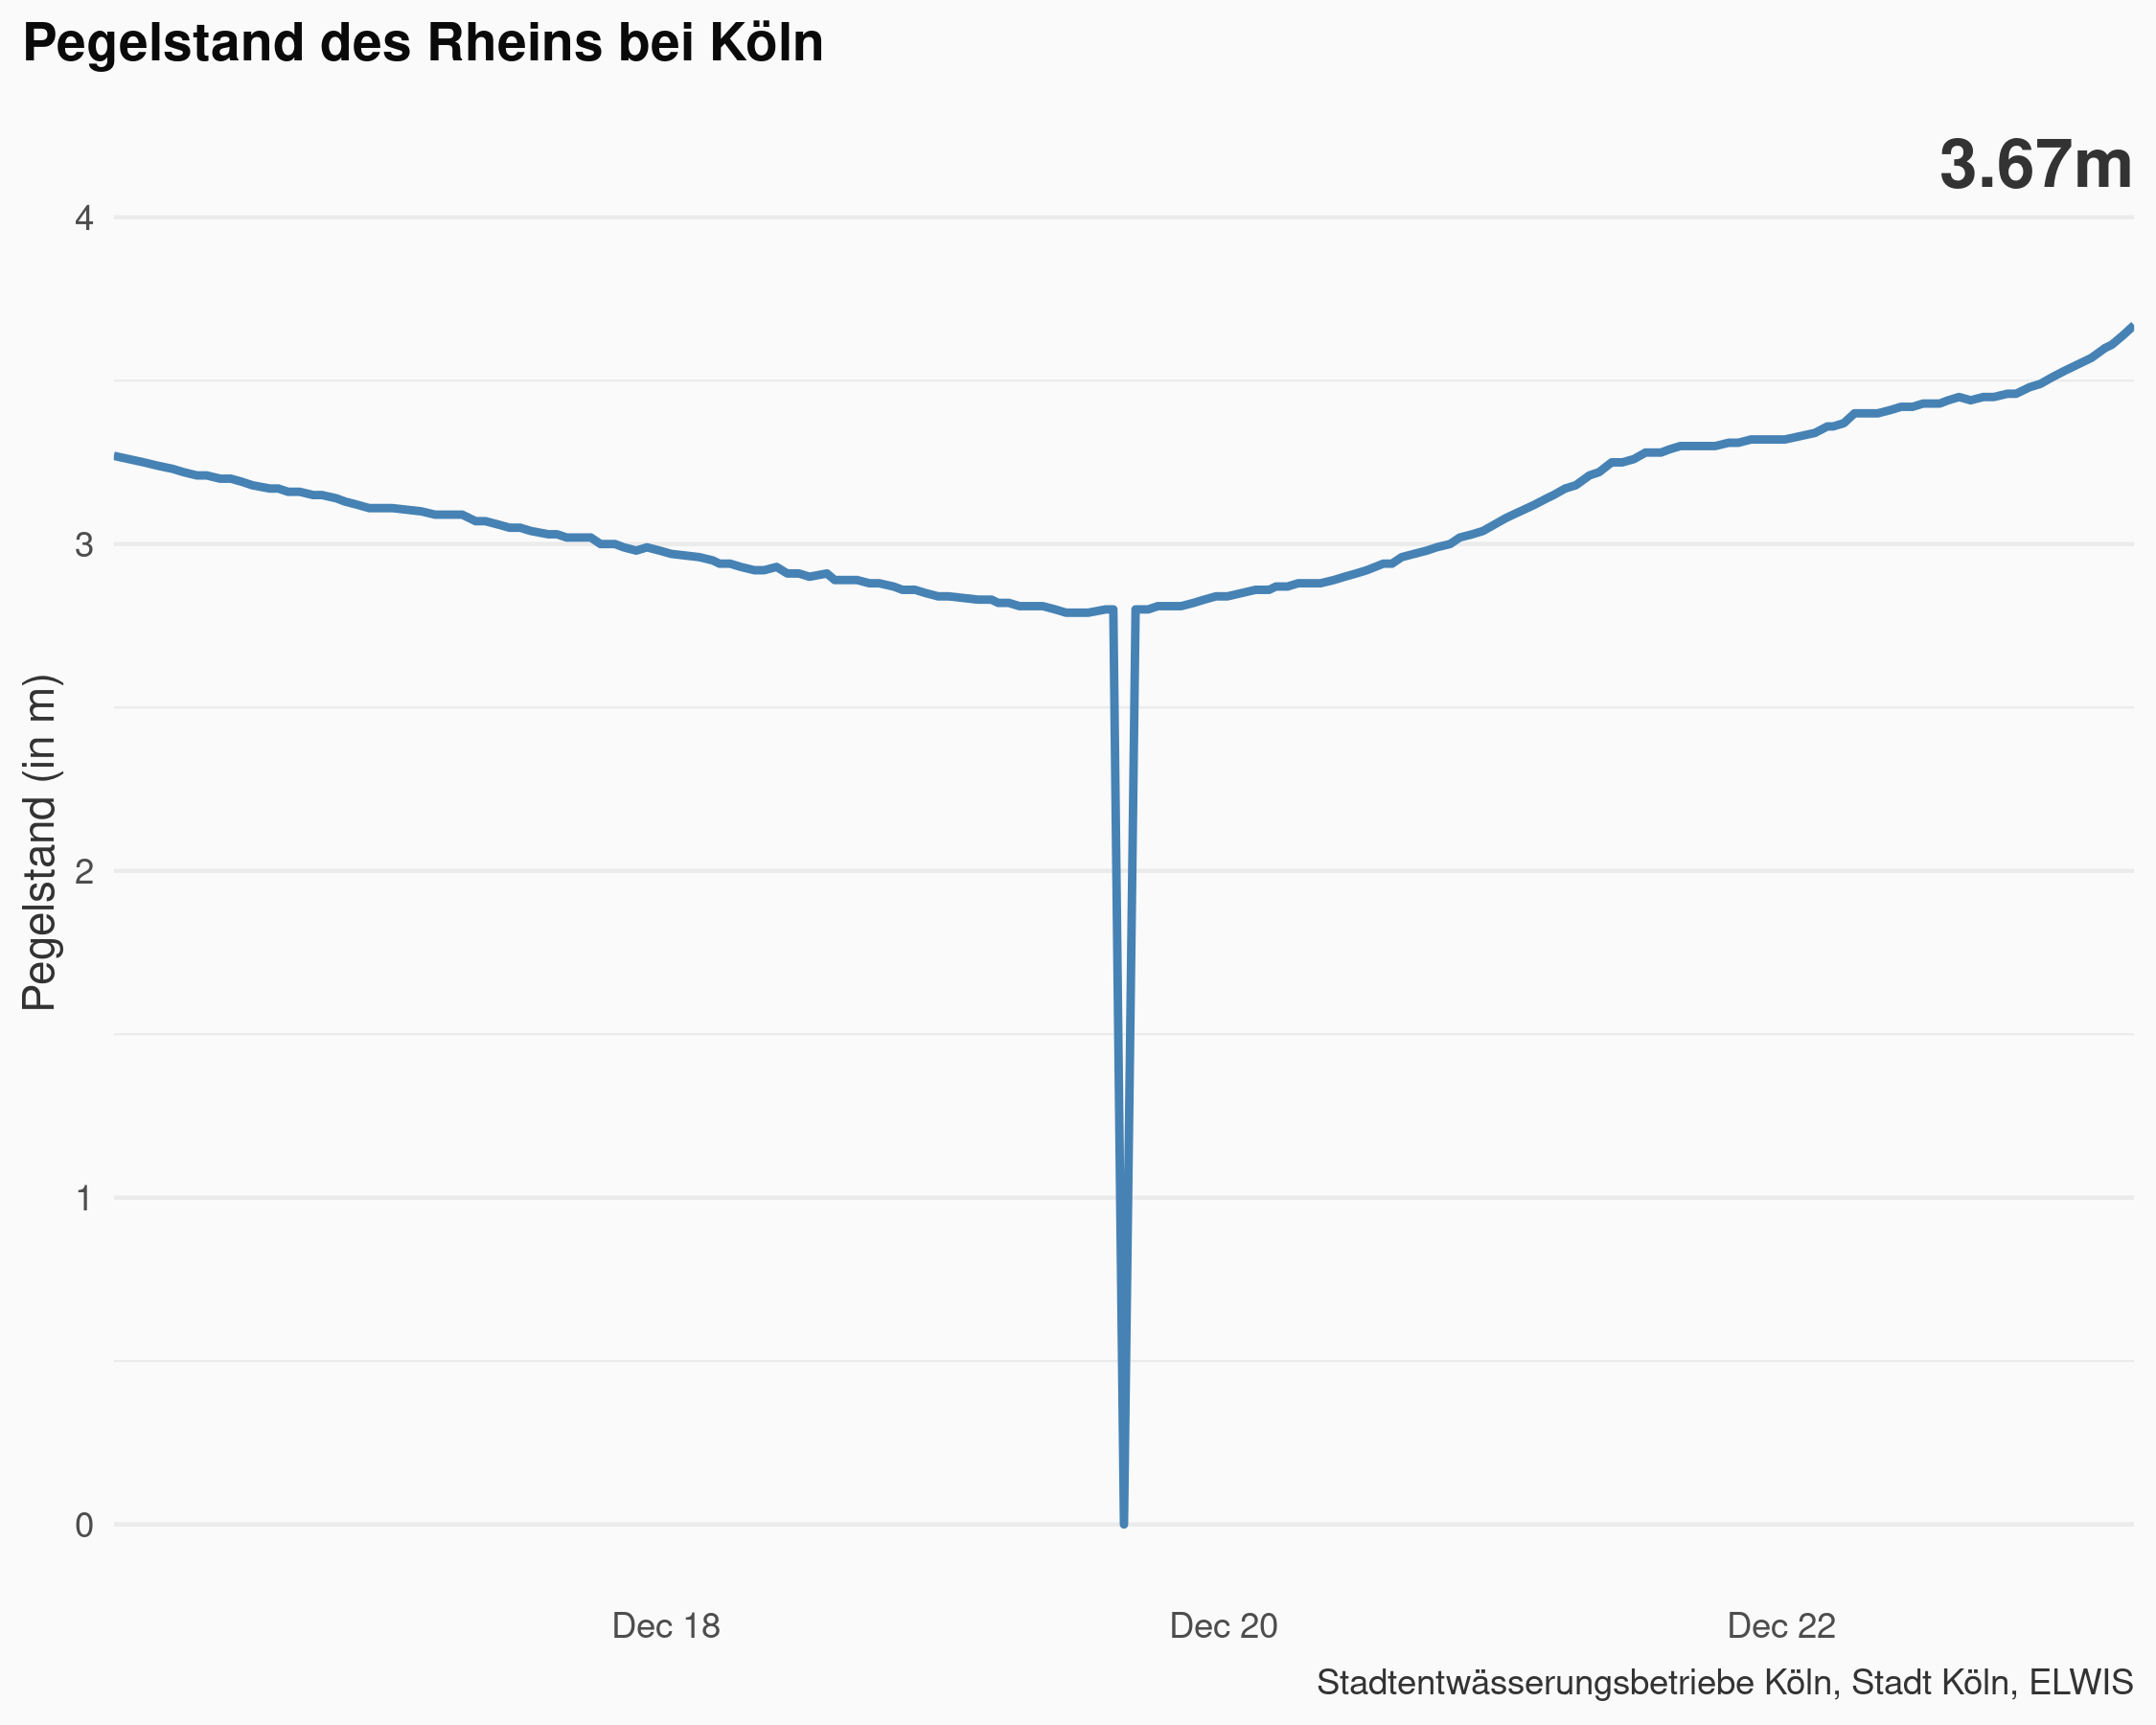 Pegelstand des Rheins bei Köln
3.67m
Pegelstand (in m)
4
3
2
1
0
Dec 18
Dec 20
Dec 22
Stadtentwässerungsbetriebe Köln, Stadt Köln, ELWIS